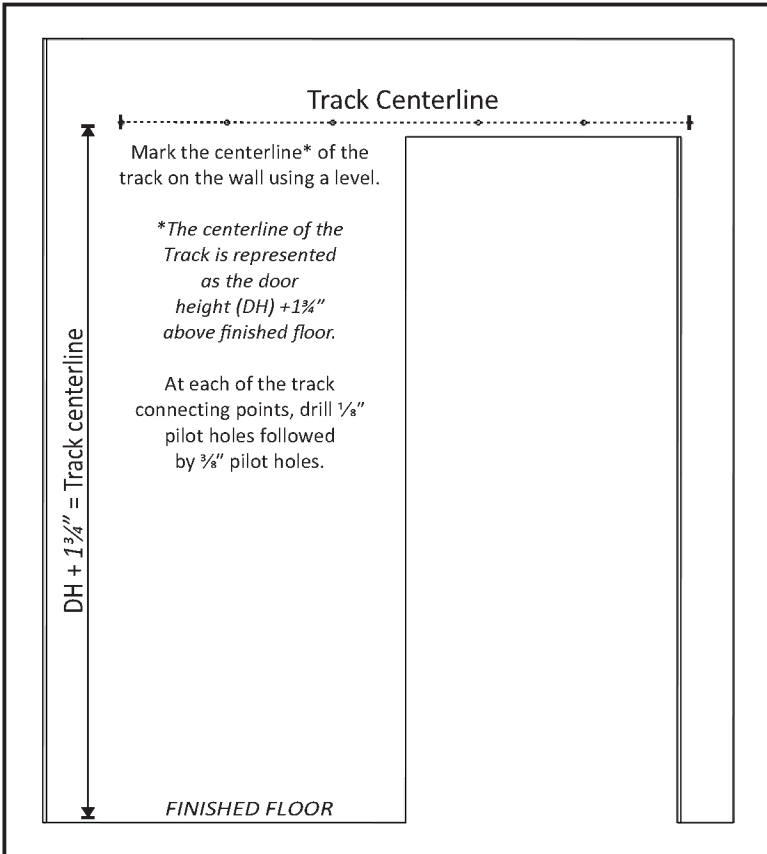 Track Centerline
Mark the centerline* of the
track on the wall using a level.
*The centerline of the
Track is represented
as the door
height (DH) +1¾"
above finished floor.
At each of the track
connecting points, drill ⅛"
pilot holes followed
by ⅜" pilot holes.
DH + 1¾" = Track centerline
FINISHED FLOOR